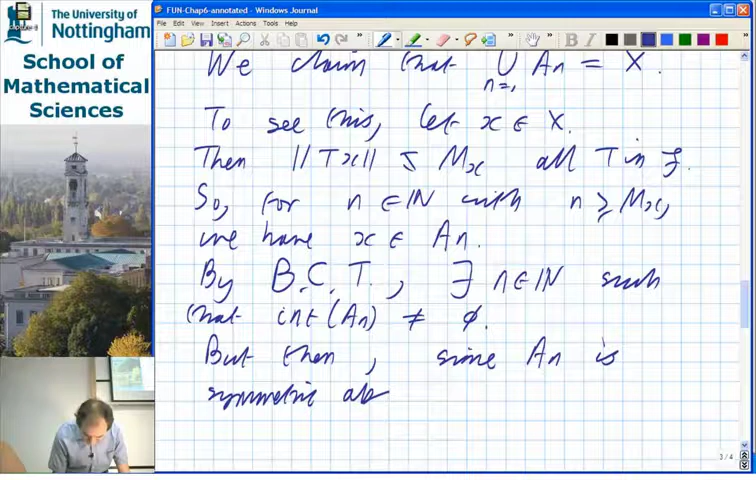 The University of
Nottingham
School of
Mathematical
Sciences
FUN-Chap6-annotated - Windows Journal
File Edit View Insert Actions Tools Help
B I
We claim that ∪ An = X.
n=1
To see this, let x ∈ X.
Then ||Tx|| ≤ Mx all T in F.
So, for n ∈ IN with n ≥ Mx,
we have x ∈ An.
By B.C.T., ∃ n ∈ IN such
that int(An) ≠ ∅.
But then, since An is
symmetric ab
3 / 4